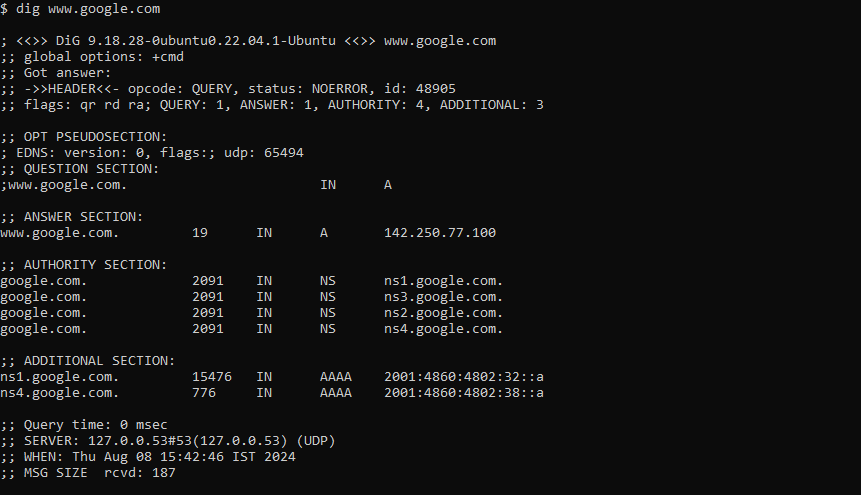 $ dig www.google.com
; <<>> DiG 9.18.28-0ubuntu0.22.04.1-Ubuntu <<>> www.google.com
;; global options: +cmd
;; Got answer:
;; ->>HEADER<<- opcode: QUERY, status: NOERROR, id: 48905
;; flags: qr rd ra; QUERY: 1, ANSWER: 1, AUTHORITY: 4, ADDITIONAL: 3
;; OPT PSEUDOSECTION:
; EDNS: version: 0, flags:; udp: 65494
;; QUESTION SECTION:
;www.google.com. IN A
;; ANSWER SECTION:
www.google.com. 19 IN A 142.250.77.100
;; AUTHORITY SECTION:
google.com. 2091 IN NS ns1.google.com.
google.com. 2091 IN NS ns3.google.com.
google.com. 2091 IN NS ns2.google.com.
google.com. 2091 IN NS ns4.google.com.
;; ADDITIONAL SECTION:
ns1.google.com. 15476 IN AAAA 2001:4860:4802:32::a
ns4.google.com. 776 IN AAAA 2001:4860:4802:38::a
;; Query time: 0 msec
;; SERVER: 127.0.0.53#53(127.0.0.53) (UDP)
;; WHEN: Thu Aug 08 15:42:46 IST 2024
;; MSG SIZE rcvd: 187